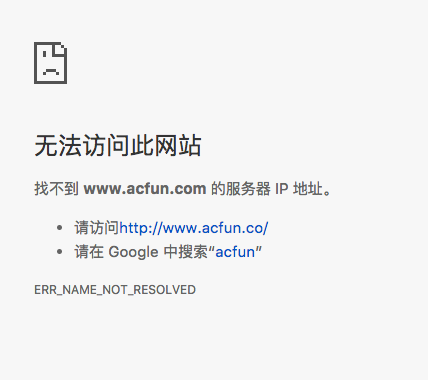 无法访问此网站
找不到 www.acfun.com 的服务器 IP 地址。
请访问http://www.acfun.co/
请在 Google 中搜索“acfun”
ERR_NAME_NOT_RESOLVED